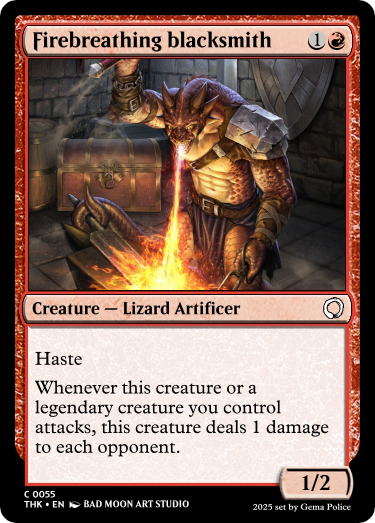 Firebreathing blacksmith 1
Creature — Lizard Artificer
Haste
Whenever this creature or a
legendary creature you control
attacks, this creature deals 1 damage
to each opponent.
1/2
C 0055
THK • EN BAD MOON ART STUDIO
2025 set by Gema Police